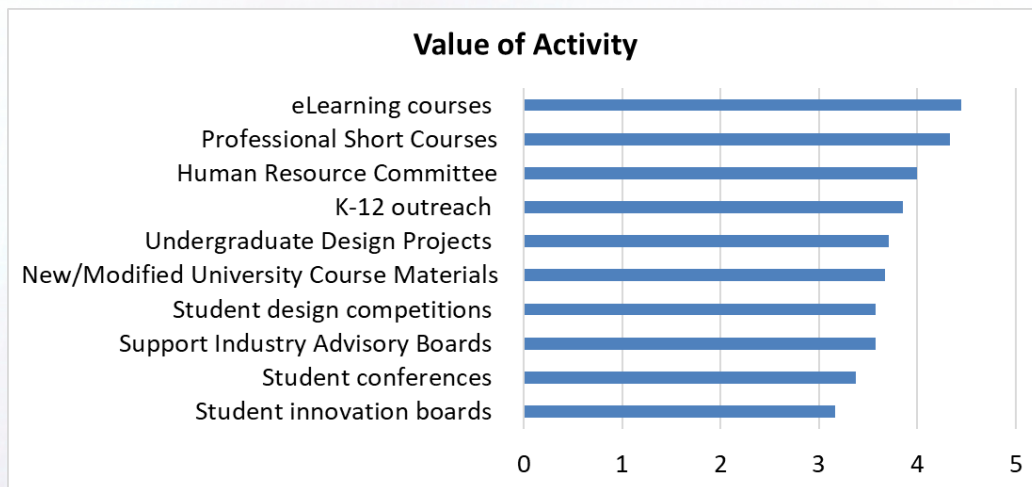 Value of Activity
eLearning courses
Professional Short Courses
Human Resource Committee
K-12 outreach
Undergraduate Design Projects
New/Modified University Course Materials
Student design competitions
Support Industry Advisory Boards
Student conferences
Student innovation boards
0 1 2 3 4 5